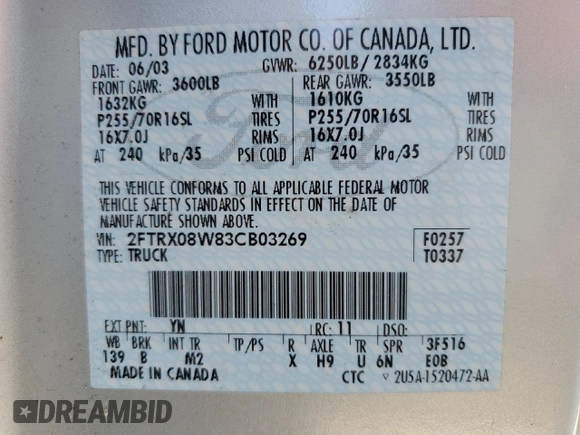 MFD. BY FORD MOTOR CO. OF CANADA, LTD.
DATE: 06/03 GVWR: 6250LB/ 2834KG
FRONT GAWR: 3600LB REAR GAWR: 3550LB
1632KG WITH 1610KG WITH
P255/70R16SL TIRES P255/70R16SL TIRES
16X7.0J RIMS 16X7.0J RIMS
AT 240 kPa/35 PSI COLD AT 240 kPa/35 PSI COLD
THIS VEHICLE CONFORMS TO ALL APPLICABLE FEDERAL MOTOR
VEHICLE SAFETY STANDARDS IN EFFECT ON THE DATE OF
MANUFACTURE SHOWN ABOVE.
VIN: 2FTRX08W83CB03269 F0257
TYPE: TRUCK T0337
EXT PNT: YN RC: 11 DSO:
WB BRK INT TR TP/PS R AXLE TR SPR 3F516
139 B M2 X H9 U 6N EOB
MADE IN CANADA CTC 2U5A-1520472-AA
Ford
DREAMBID